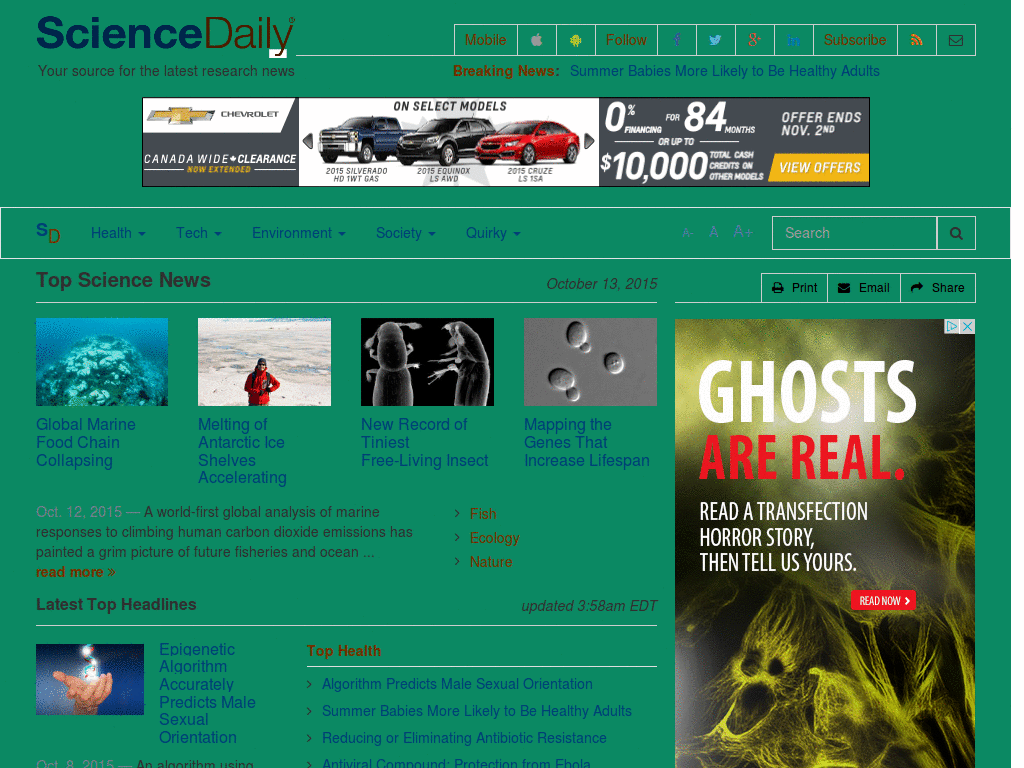 ScienceDaily®
Your source for the latest research news
Mobile
Follow
Subscribe
Breaking News: Summer Babies More Likely to Be Healthy Adults
CHEVROLET
CANADA WIDE CLEARANCE
NOW EXTENDED
ON SELECT MODELS
2015 SILVERADO
HD 1WT GAS
2015 EQUINOX
LS AWD
2015 CRUZE
LS 1SA
0% FINANCING FOR 84 MONTHS
OR UP TO
$10,000 TOTAL CASH CREDITS ON OTHER MODELS
OFFER ENDS
NOV. 2ND
VIEW OFFERS
SD
Health
Tech
Environment
Society
Quirky
A- A A+
Search
Top Science News
October 13, 2015
Print
Email
Share
Global Marine
Food Chain
Collapsing
Melting of
Antarctic Ice
Shelves
Accelerating
New Record of
Tiniest
Free-Living Insect
Mapping the
Genes That
Increase Lifespan
Oct. 12, 2015 — A world-first global analysis of marine
responses to climbing human carbon dioxide emissions has
painted a grim picture of future fisheries and ocean ...
read more »
Fish
Ecology
Nature
Latest Top Headlines
updated 3:58am EDT
Epigenetic
Algorithm
Accurately
Predicts Male
Sexual
Orientation
Oct. 8, 2015 — An algorithm using
Top Health
Algorithm Predicts Male Sexual Orientation
Summer Babies More Likely to Be Healthy Adults
Reducing or Eliminating Antibiotic Resistance
Antiviral Compound: Protection from Ebola
GHOSTS
ARE REAL.
READ A TRANSFECTION
HORROR STORY,
THEN TELL US YOURS.
READ NOW